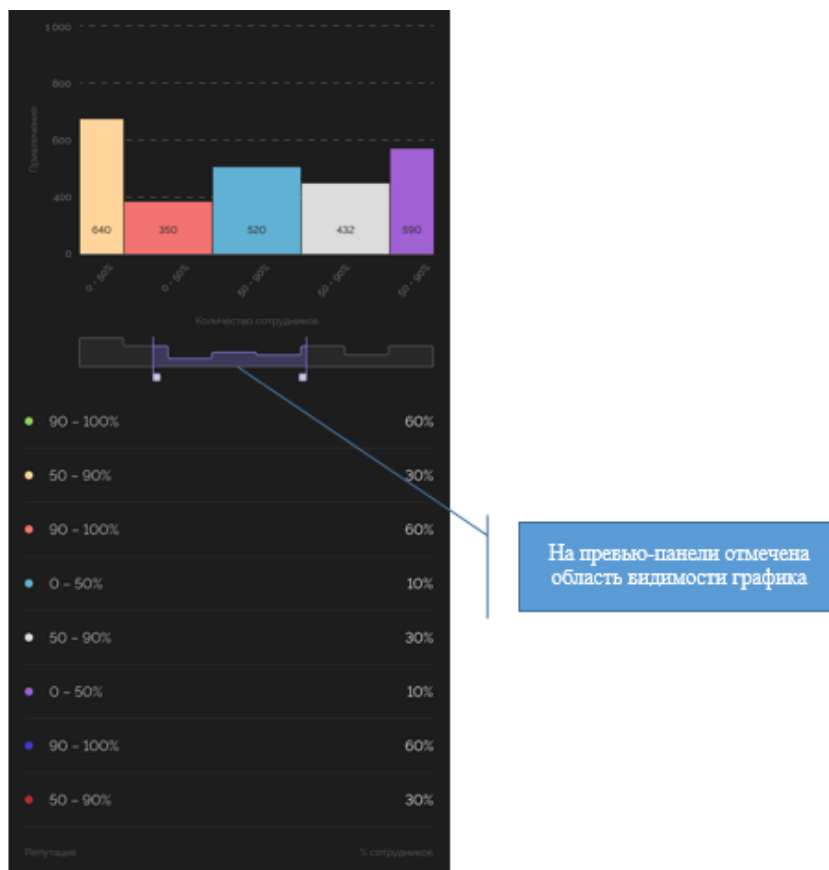 1 000
800
600
400
0
Привлечение
640
350
520
432
590
0 – 50%
0 – 50%
50 – 90%
50 – 90%
50 – 90%
Количество сотрудников
90 – 100% 60%
50 – 90% 30%
90 – 100% 60%
0 – 50% 10%
50 – 90% 30%
0 – 50% 10%
90 – 100% 60%
50 – 90% 30%
Репутация % сотрудников
На превью-панели отмечена
область видимости графика